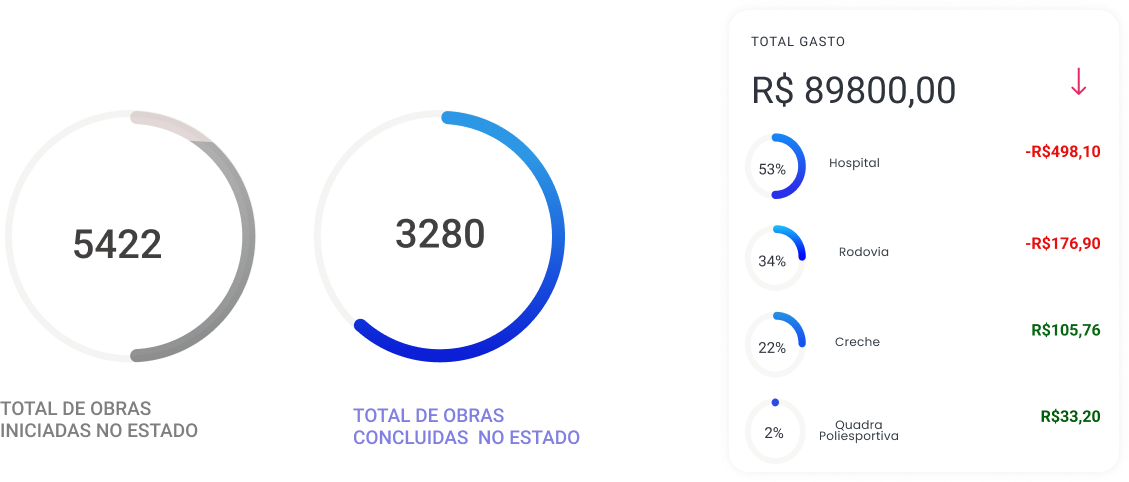 5422
TOTAL DE OBRAS
INICIADAS NO ESTADO
3280
TOTAL DE OBRAS
CONCLUIDAS NO ESTADO
TOTAL GASTO
R$ 89800,00
53%
Hospital
-R$498,10
34%
Rodovia
-R$176,90
22%
Creche
R$105,76
2%
Quadra
Poliesportiva
R$33,20